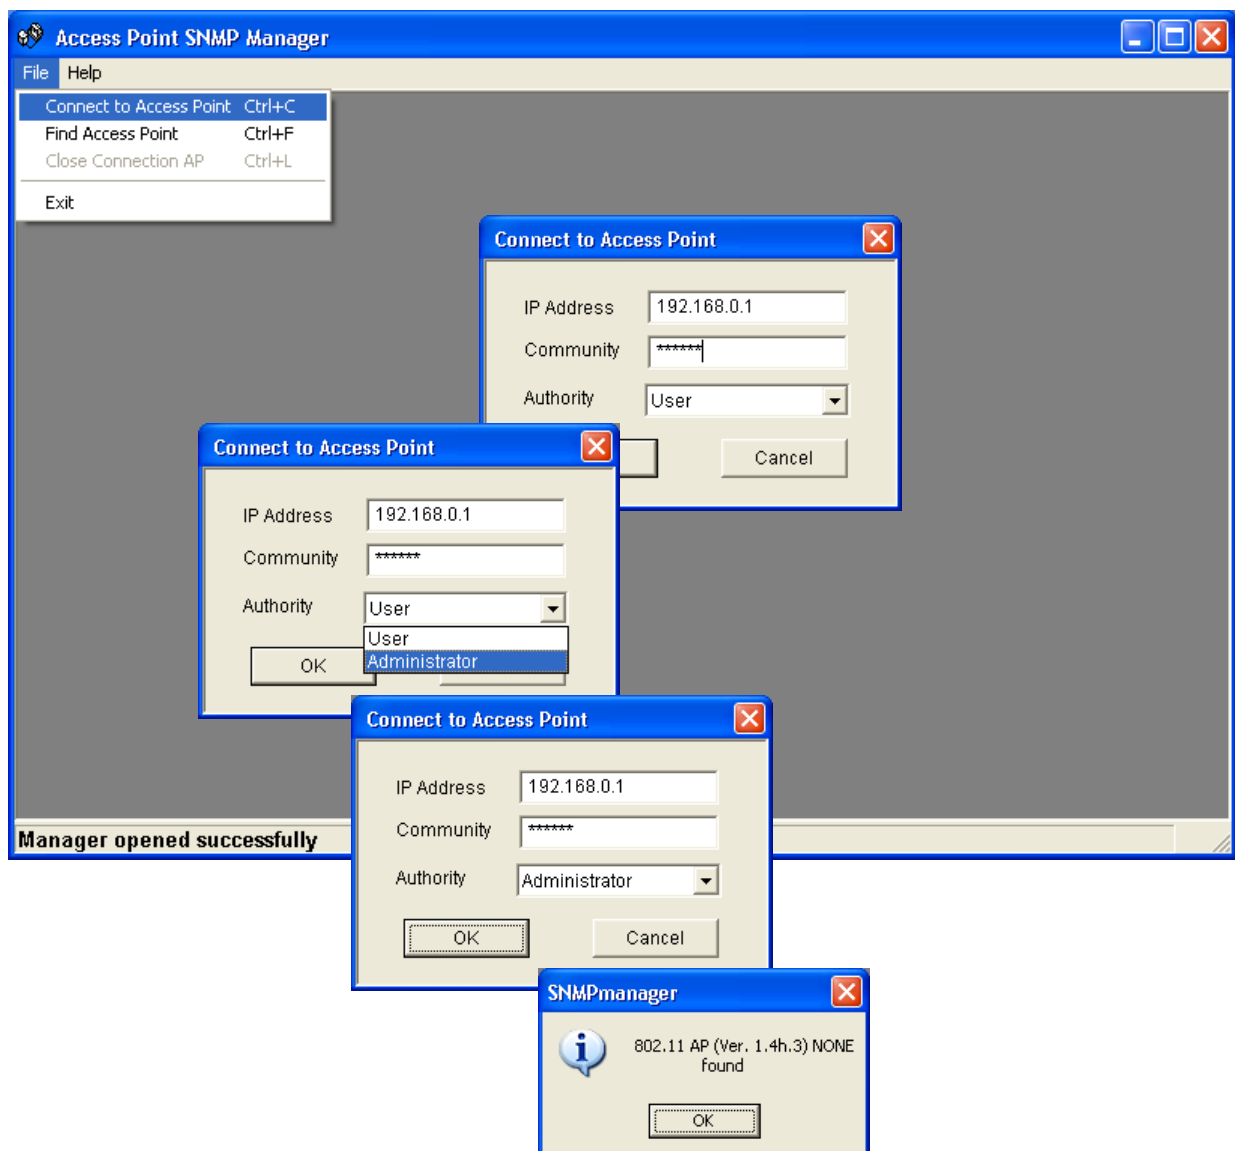 Access Point SNMP Manager
File Help
Connect to Access Point Ctrl+C
Find Access Point Ctrl+F
Close Connection AP Ctrl+L
Exit
Connect to Access Point
IP Address 192.168.0.1
Community ******
Authority User
Cancel
Connect to Access Point
IP Address 192.168.0.1
Community ******
Authority User
User
Administrator
OK
Connect to Access Point
IP Address 192.168.0.1
Community ******
Authority Administrator
OK Cancel
Manager opened successfully
SNMPmanager
802.11 AP (Ver. 1.4h.3) NONE
found
OK